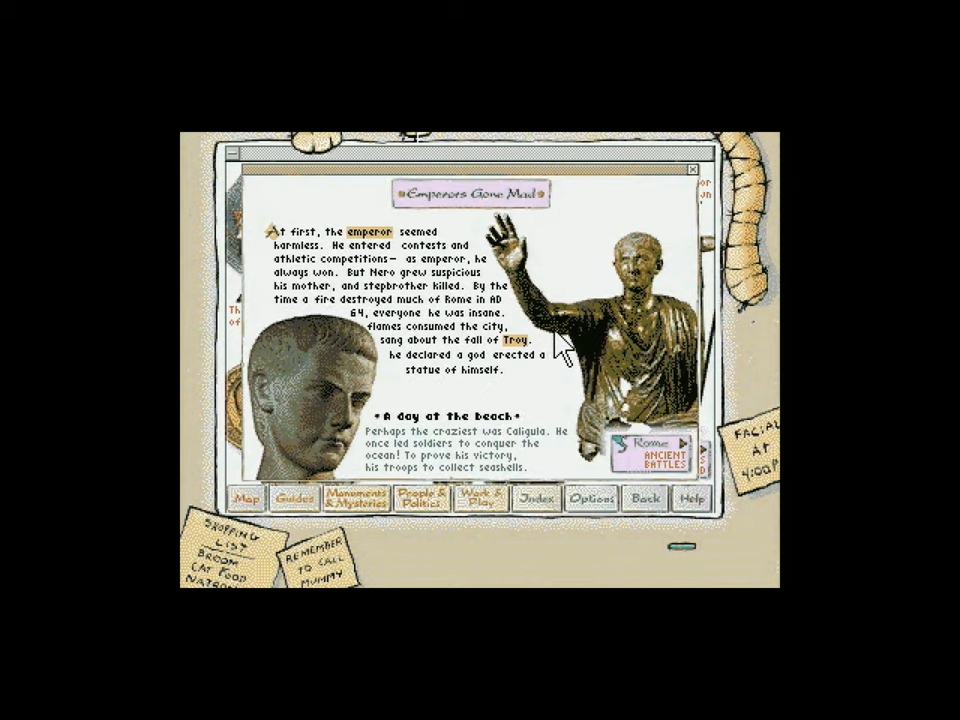 Emperors Gone Mad
At first, the emperor seemed
harmless. He entered contests and
athletic competitions— as emperor, he
always won. But Nero grew suspicious
his mother, and stepbrother killed. By the
time a fire destroyed much of Rome in AD
64, everyone he was insane.
flames consumed the city,
sang about the fall of Troy.
he declared a god erected a
statue of himself.
•A day at the beach•
Perhaps the craziest was Caligula. He
once led soldiers to conquer the
ocean! To prove his victory,
his troops to collect seashells.
Rome
ANCIENT
BATTLES
Th
of
or
Map Guides Monuments & Mysteries People & Politics Work & Play Index Options Back Help
FACIAL
AT
4:00P
SHOPPING
LIST
BROOM
CAT FOOD
NATRON
REMEMBER
TO CALL
MUMMY